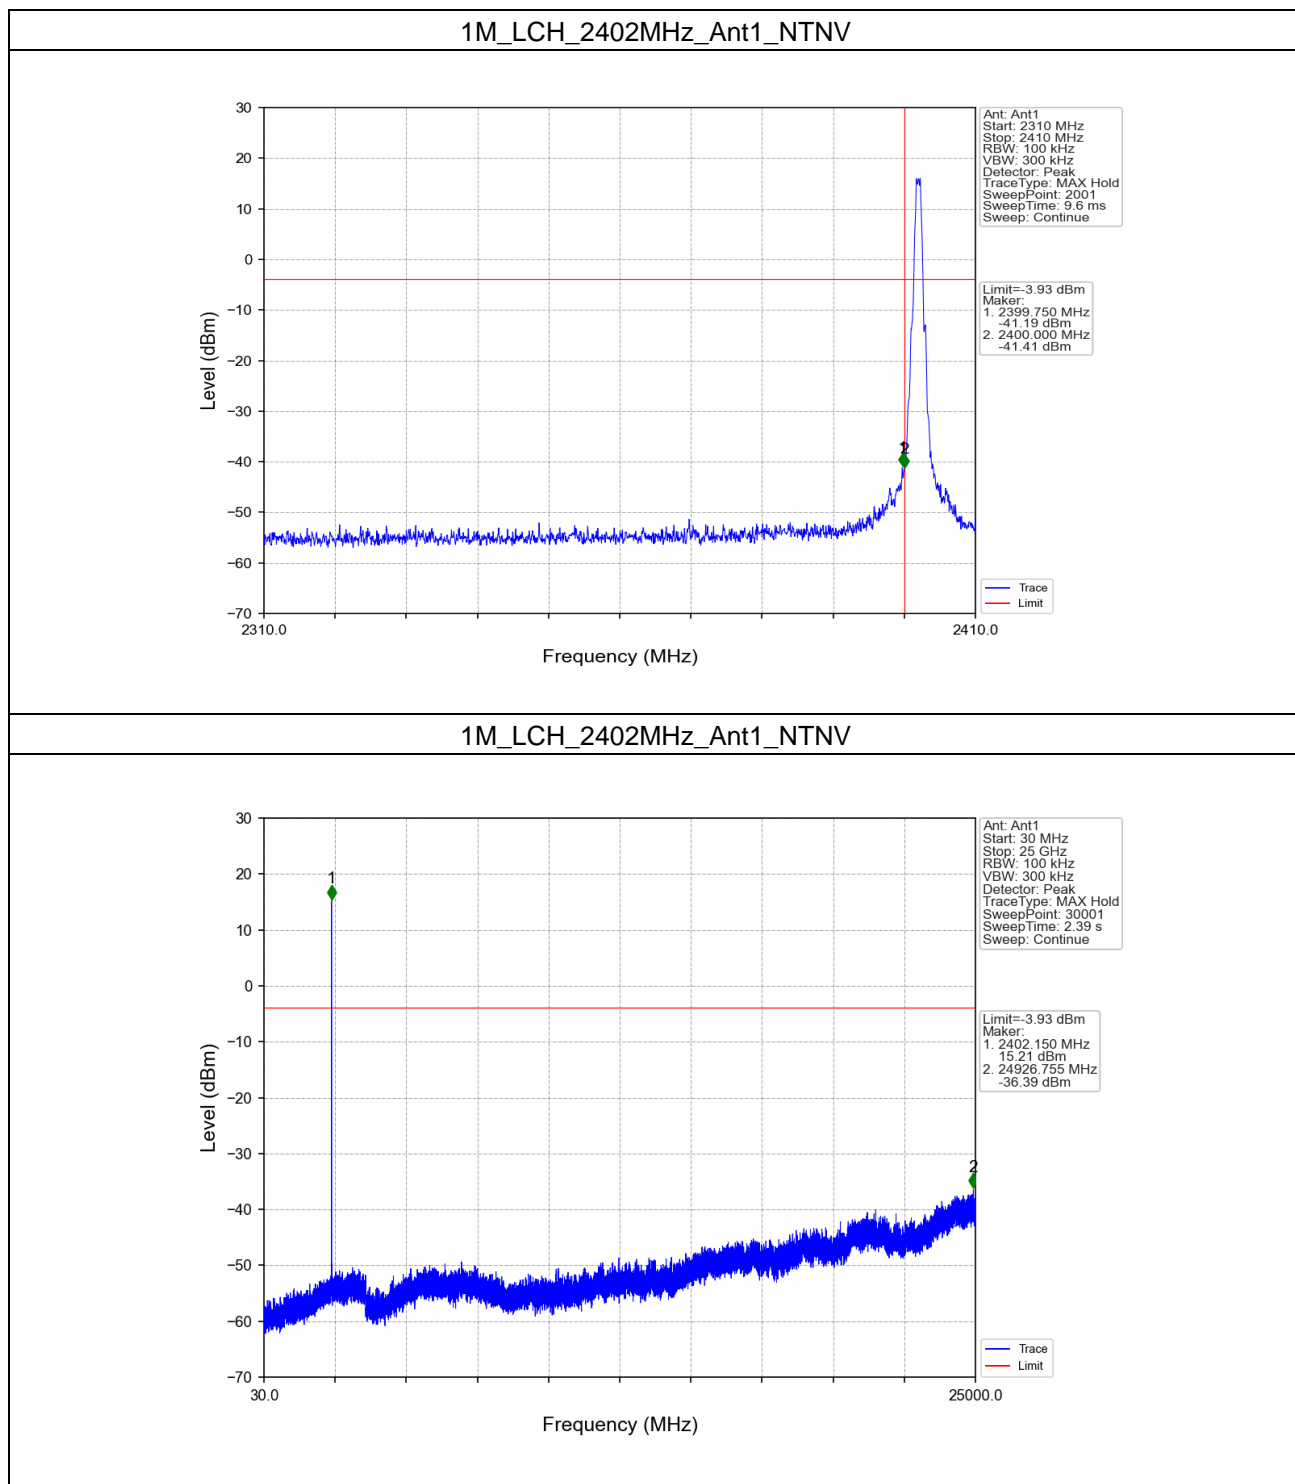 1M_LCH_2402MHz_Ant1_NTNV
30
20
10
0
−10
−20
−30
−40
−50
−60
−70
Level (dBm)
2310.0
2410.0
Frequency (MHz)
2
Ant: Ant1
Start: 2310 MHz
Stop: 2410 MHz
RBW: 100 kHz
VBW: 300 kHz
Detector: Peak
TraceType: MAX Hold
SweepPoint: 2001
SweepTime: 9.6 ms
Sweep: Continue
Limit=-3.93 dBm
Maker:
1. 2399.750 MHz
-41.19 dBm
2. 2400.000 MHz
-41.41 dBm
Trace
Limit
1M_LCH_2402MHz_Ant1_NTNV
30
20
10
0
−10
−20
−30
−40
−50
−60
−70
Level (dBm)
30.0
25000.0
Frequency (MHz)
1
2
Ant: Ant1
Start: 30 MHz
Stop: 25 GHz
RBW: 100 kHz
VBW: 300 kHz
Detector: Peak
TraceType: MAX Hold
SweepPoint: 30001
SweepTime: 2.39 s
Sweep: Continue
Limit=-3.93 dBm
Maker:
1. 2402.150 MHz
15.21 dBm
2. 24926.755 MHz
-36.39 dBm
Trace
Limit